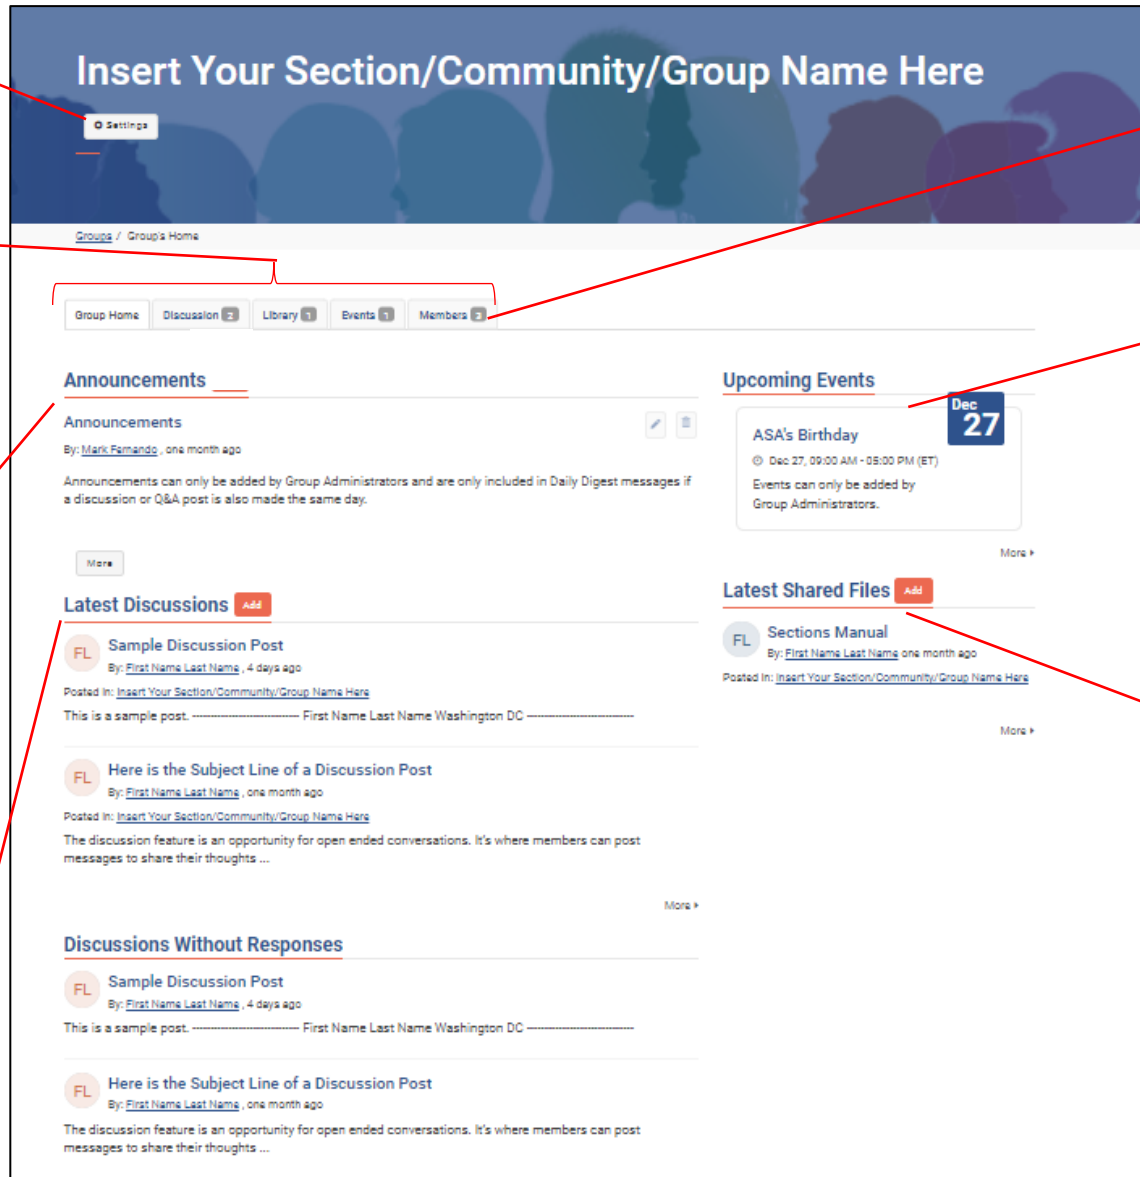 Insert Your Section/Community/Group Name Here
Settings
Groups / Group's Home
Group Home
Discussion 2
Library 1
Events 1
Members 3
Announcements
Announcements
By: Mark Fernando , one month ago
Announcements can only be added by Group Administrators and are only included in Daily Digest messages if
a discussion or Q&A post is also made the same day.
More
Latest Discussions Add
FL
Sample Discussion Post
By: First Name Last Name , 4 days ago
Posted in: Insert Your Section/Community/Group Name Here
This is a sample post. ------------------------------ First Name Last Name Washington DC ------------------------------
FL
Here is the Subject Line of a Discussion Post
By: First Name Last Name , one month ago
Posted in: Insert Your Section/Community/Group Name Here
The discussion feature is an opportunity for open ended conversations. It's where members can post
messages to share their thoughts ...
More
Discussions Without Responses
FL
Sample Discussion Post
By: First Name Last Name , 4 days ago
This is a sample post. ------------------------------ First Name Last Name Washington DC ------------------------------
FL
Here is the Subject Line of a Discussion Post
By: First Name Last Name , one month ago
The discussion feature is an opportunity for open ended conversations. It's where members can post
messages to share their thoughts ...
Upcoming Events
Dec
27
ASA's Birthday
Dec 27, 09:00 AM - 05:00 PM (ET)
Events can only be added by
Group Administrators.
More
Latest Shared Files Add
FL
Sections Manual
By: First Name Last Name one month ago
Posted in: Insert Your Section/Community/Group Name Here
More